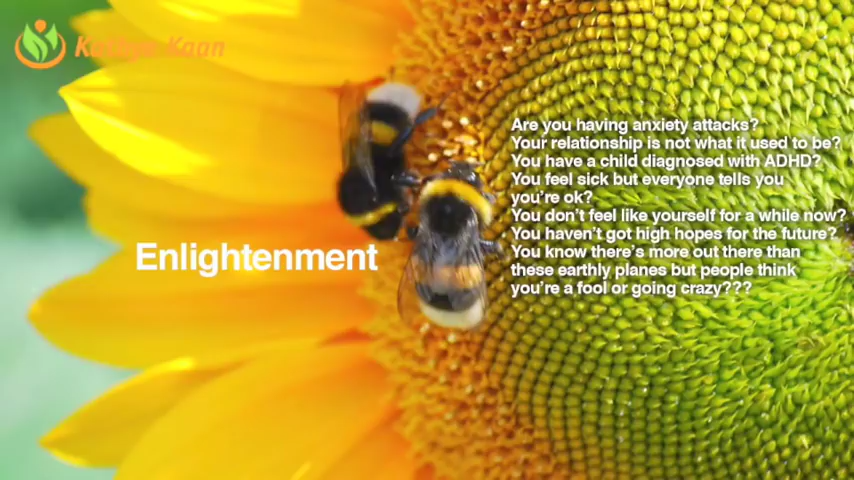 Enlightenment
Are you having anxiety attacks?
Your relationship is not what it used to be?
You have a child diagnosed with ADHD?
You feel sick but everyone tells you
you're ok?
You don't feel like yourself for a while now?
You haven't got high hopes for the future?
You know there's more out there than
these earthly planes but people think
you're a fool or going crazy???